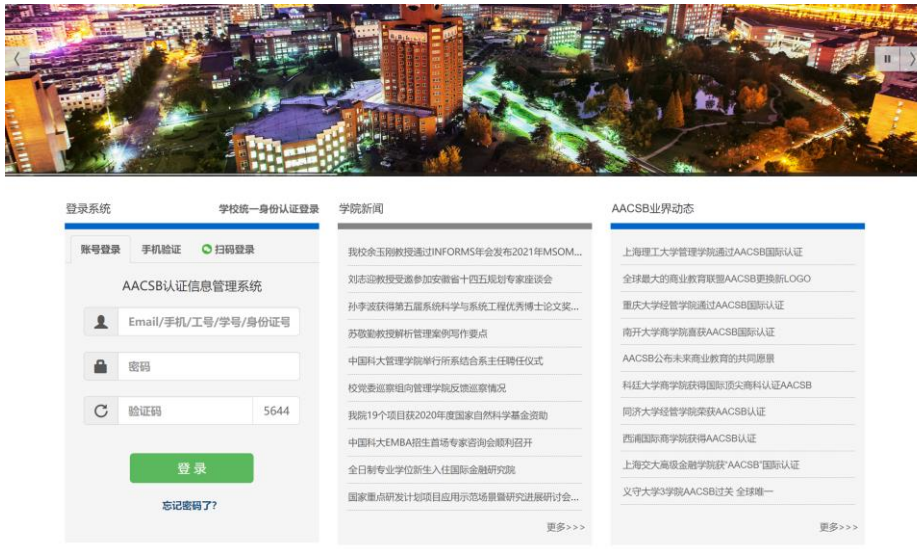 登录系统
学校统一身份认证登录
账号登录
手机验证
扫码登录
AACSB认证信息管理系统
Email/手机/工号/学号/身份证号
密码
验证码
5644
登 录
忘记密码了?
学院新闻
我校余玉刚教授通过INFORMS年会发布2021年MSOM...
刘志迎教授受邀参加安徽省十四五规划专家座谈会
孙李波获得第五届系统科学与系统工程优秀博士论文奖...
苏敬勤教授解析管理案例写作要点
中国科大管理学院举行所系结合系主任聘任仪式
校党委巡察组向管理学院反馈巡察情况
我院19个项目获2020年度国家自然科学基金资助
中国科大EMBA招生首场专家咨询会顺利召开
全日制专业学位新生入住国际金融研究院
国家重点研发计划项目应用示范场景暨研究进展研讨会...
更多>>>
AACSB业界动态
上海理工大学管理学院通过AACSB国际认证
全球最大的商业教育联盟AACSB更换新LOGO
重庆大学经管学院通过AACSB国际认证
南开大学商学院喜获AACSB国际认证
AACSB公布未来商业教育的共同愿景
科廷大学商学院获得国际顶尖商科认证AACSB
同济大学经管学院荣获AACSB认证
西浦国际商学院获得AACSB认证
上海交大高级金融学院获"AACSB"国际认证
义守大学3学院AACSB过关 全球唯一
更多>>>